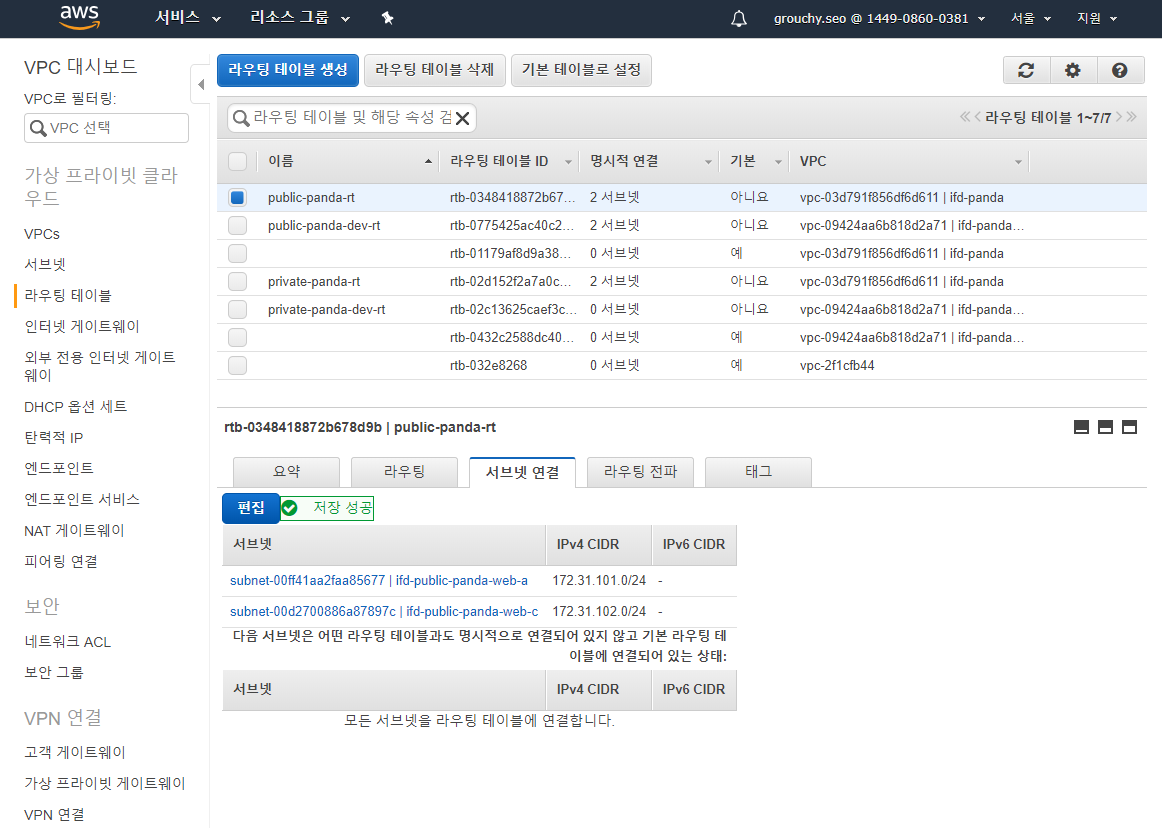 aws
서비스
리소스 그룹
grouchy.seo @ 1449-0860-0381
서울
지원
VPC 대시보드
VPC로 필터링:
VPC 선택
가상 프라이빗 클라
우드
VPCs
서브넷
라우팅 테이블
인터넷 게이트웨이
외부 전용 인터넷 게이트
웨이
DHCP 옵션 세트
탄력적 IP
엔드포인트
엔드포인트 서비스
NAT 게이트웨이
피어링 연결
보안
네트워크 ACL
보안 그룹
VPN 연결
고객 게이트웨이
가상 프라이빗 게이트웨이
VPN 연결
라우팅 테이블 생성 라우팅 테이블 삭제 기본 테이블로 설정
라우팅 테이블 및 해당 속성 검
라우팅 테이블 1~7/7
이름 라우팅 테이블 ID 명시적 연결 기본 VPC
public-panda-rt rtb-0348418872b67... 2 서브넷 아니요 vpc-03d791f856df6d611 | ifd-panda
public-panda-dev-rt rtb-0775425ac40c2... 2 서브넷 아니요 vpc-09424aa6b818d2a71 | ifd-panda...
rtb-01179af8d9a38... 0 서브넷 예 vpc-03d791f856df6d611 | ifd-panda
private-panda-rt rtb-02d152f2a7a0c... 2 서브넷 아니요 vpc-03d791f856df6d611 | ifd-panda
private-panda-dev-rt rtb-02c13625caef3c... 0 서브넷 아니요 vpc-09424aa6b818d2a71 | ifd-panda...
rtb-0432c2588dc40... 0 서브넷 예 vpc-09424aa6b818d2a71 | ifd-panda...
rtb-032e8268 0 서브넷 예 vpc-2f1cfb44
rtb-0348418872b678d9b | public-panda-rt
요약 라우팅 서브넷 연결 라우팅 전파 태그
편집 저장 성공
서브넷 IPv4 CIDR IPv6 CIDR
subnet-00ff41aa2faa85677 | ifd-public-panda-web-a 172.31.101.0/24 -
subnet-00d2700886a87897c | ifd-public-panda-web-c 172.31.102.0/24 -
다음 서브넷은 어떤 라우팅 테이블과도 명시적으로 연결되어 있지 않고 기본 라우팅 테
이블에 연결되어 있는 상태:
서브넷 IPv4 CIDR IPv6 CIDR
모든 서브넷을 라우팅 테이블에 연결합니다.